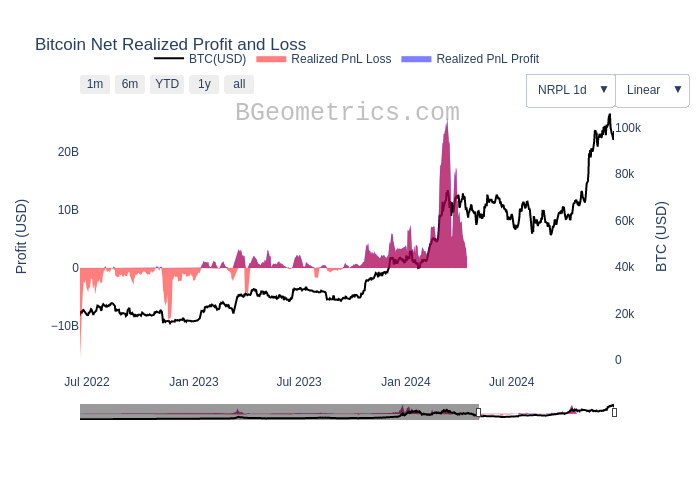 Bitcoin Net Realized Profit and Loss
BTC(USD) Realized PnL Loss Realized PnL Profit
1m 6m YTD 1y all
NRPL 1d ▼ Linear ▼
BGeometrics.com
20B
10B
0
−10B
Profit (USD)
100k
80k
60k
40k
20k
0
BTC (USD)
Jul 2022 Jan 2023 Jul 2023 Jan 2024 Jul 2024